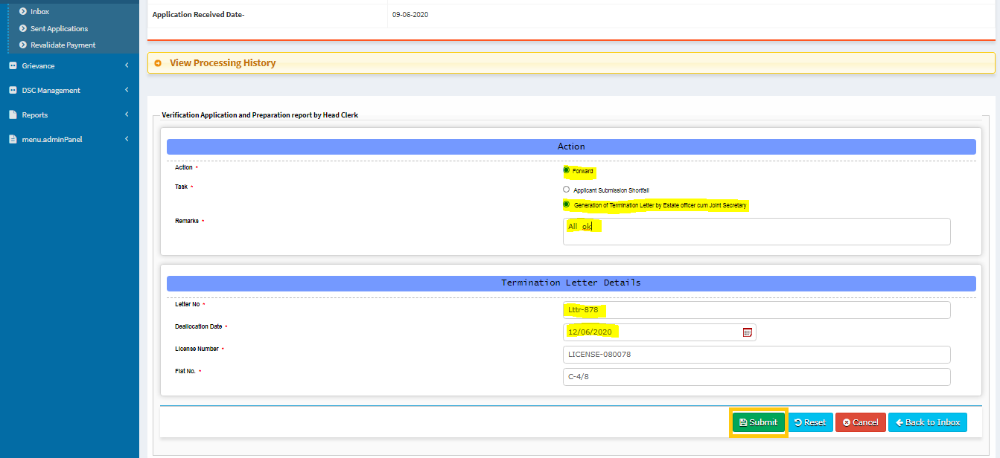 Inbox
Sent Applications
Revalidate Payment
Grievance
DSC Management
Reports
menu.adminPanel
Application Received Date-
09-06-2020
View Processing History
Verification Application and Preparation report by Head Clerk
Action
Action *
Forward
Task *
Applicant Submission Shortfall
Generation of Termination Letter by Estate officer cum Joint Secretary
Remarks *
All ok
Termination Letter Details
Letter No *
Lttr-878
Deallocation Date *
12/06/2020
License Number *
LICENSE-080078
Flat No. *
C-4/8
Submit
Reset
Cancel
Back to Inbox